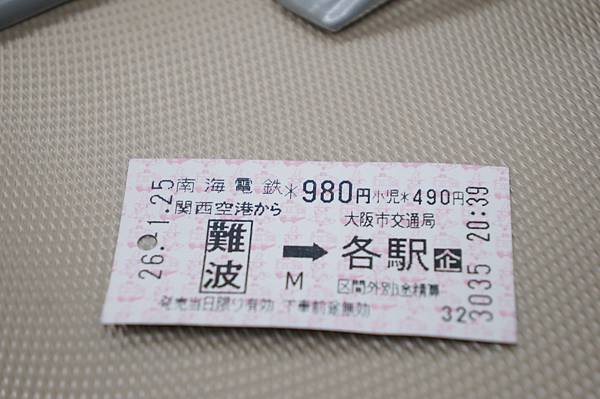 26.-1.25
南海電鉄 *980円 小児*490円
関西空港から
大阪市交通局
難波 ➡ 各駅 企
M
区間外別途精算
発売当日限り有効 下車前途無効
32
3035 20:39